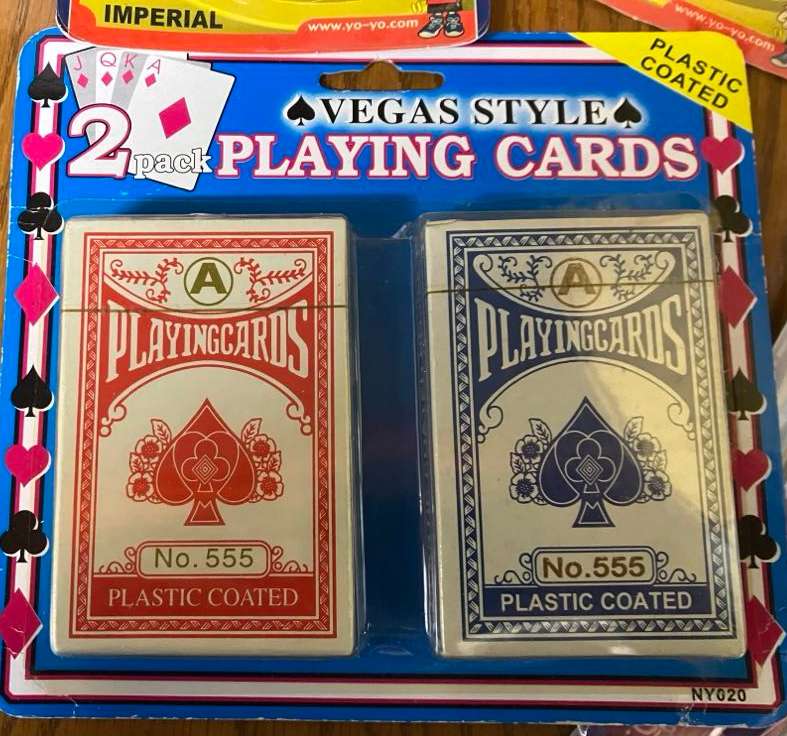 IMPERIAL
www.yo-yo.com
www.yo-yo.com
PLASTIC
COATED
J Q K A
2 pack
VEGAS STYLE
PLAYING CARDS
A
PLAYINGCARDS
No. 555
PLASTIC COATED
A
PLAYINGCARDS
No.555
PLASTIC COATED
NY020